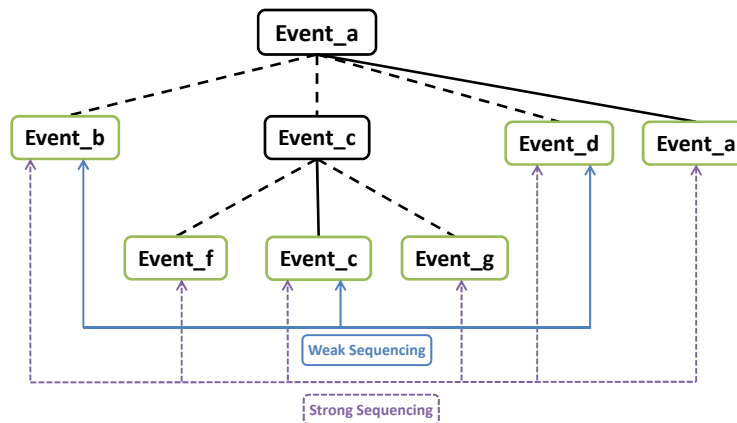 Event_a
Event_b
Event_c
Event_d
Event_a
Event_f
Event_c
Event_g
Weak Sequencing
Strong Sequencing